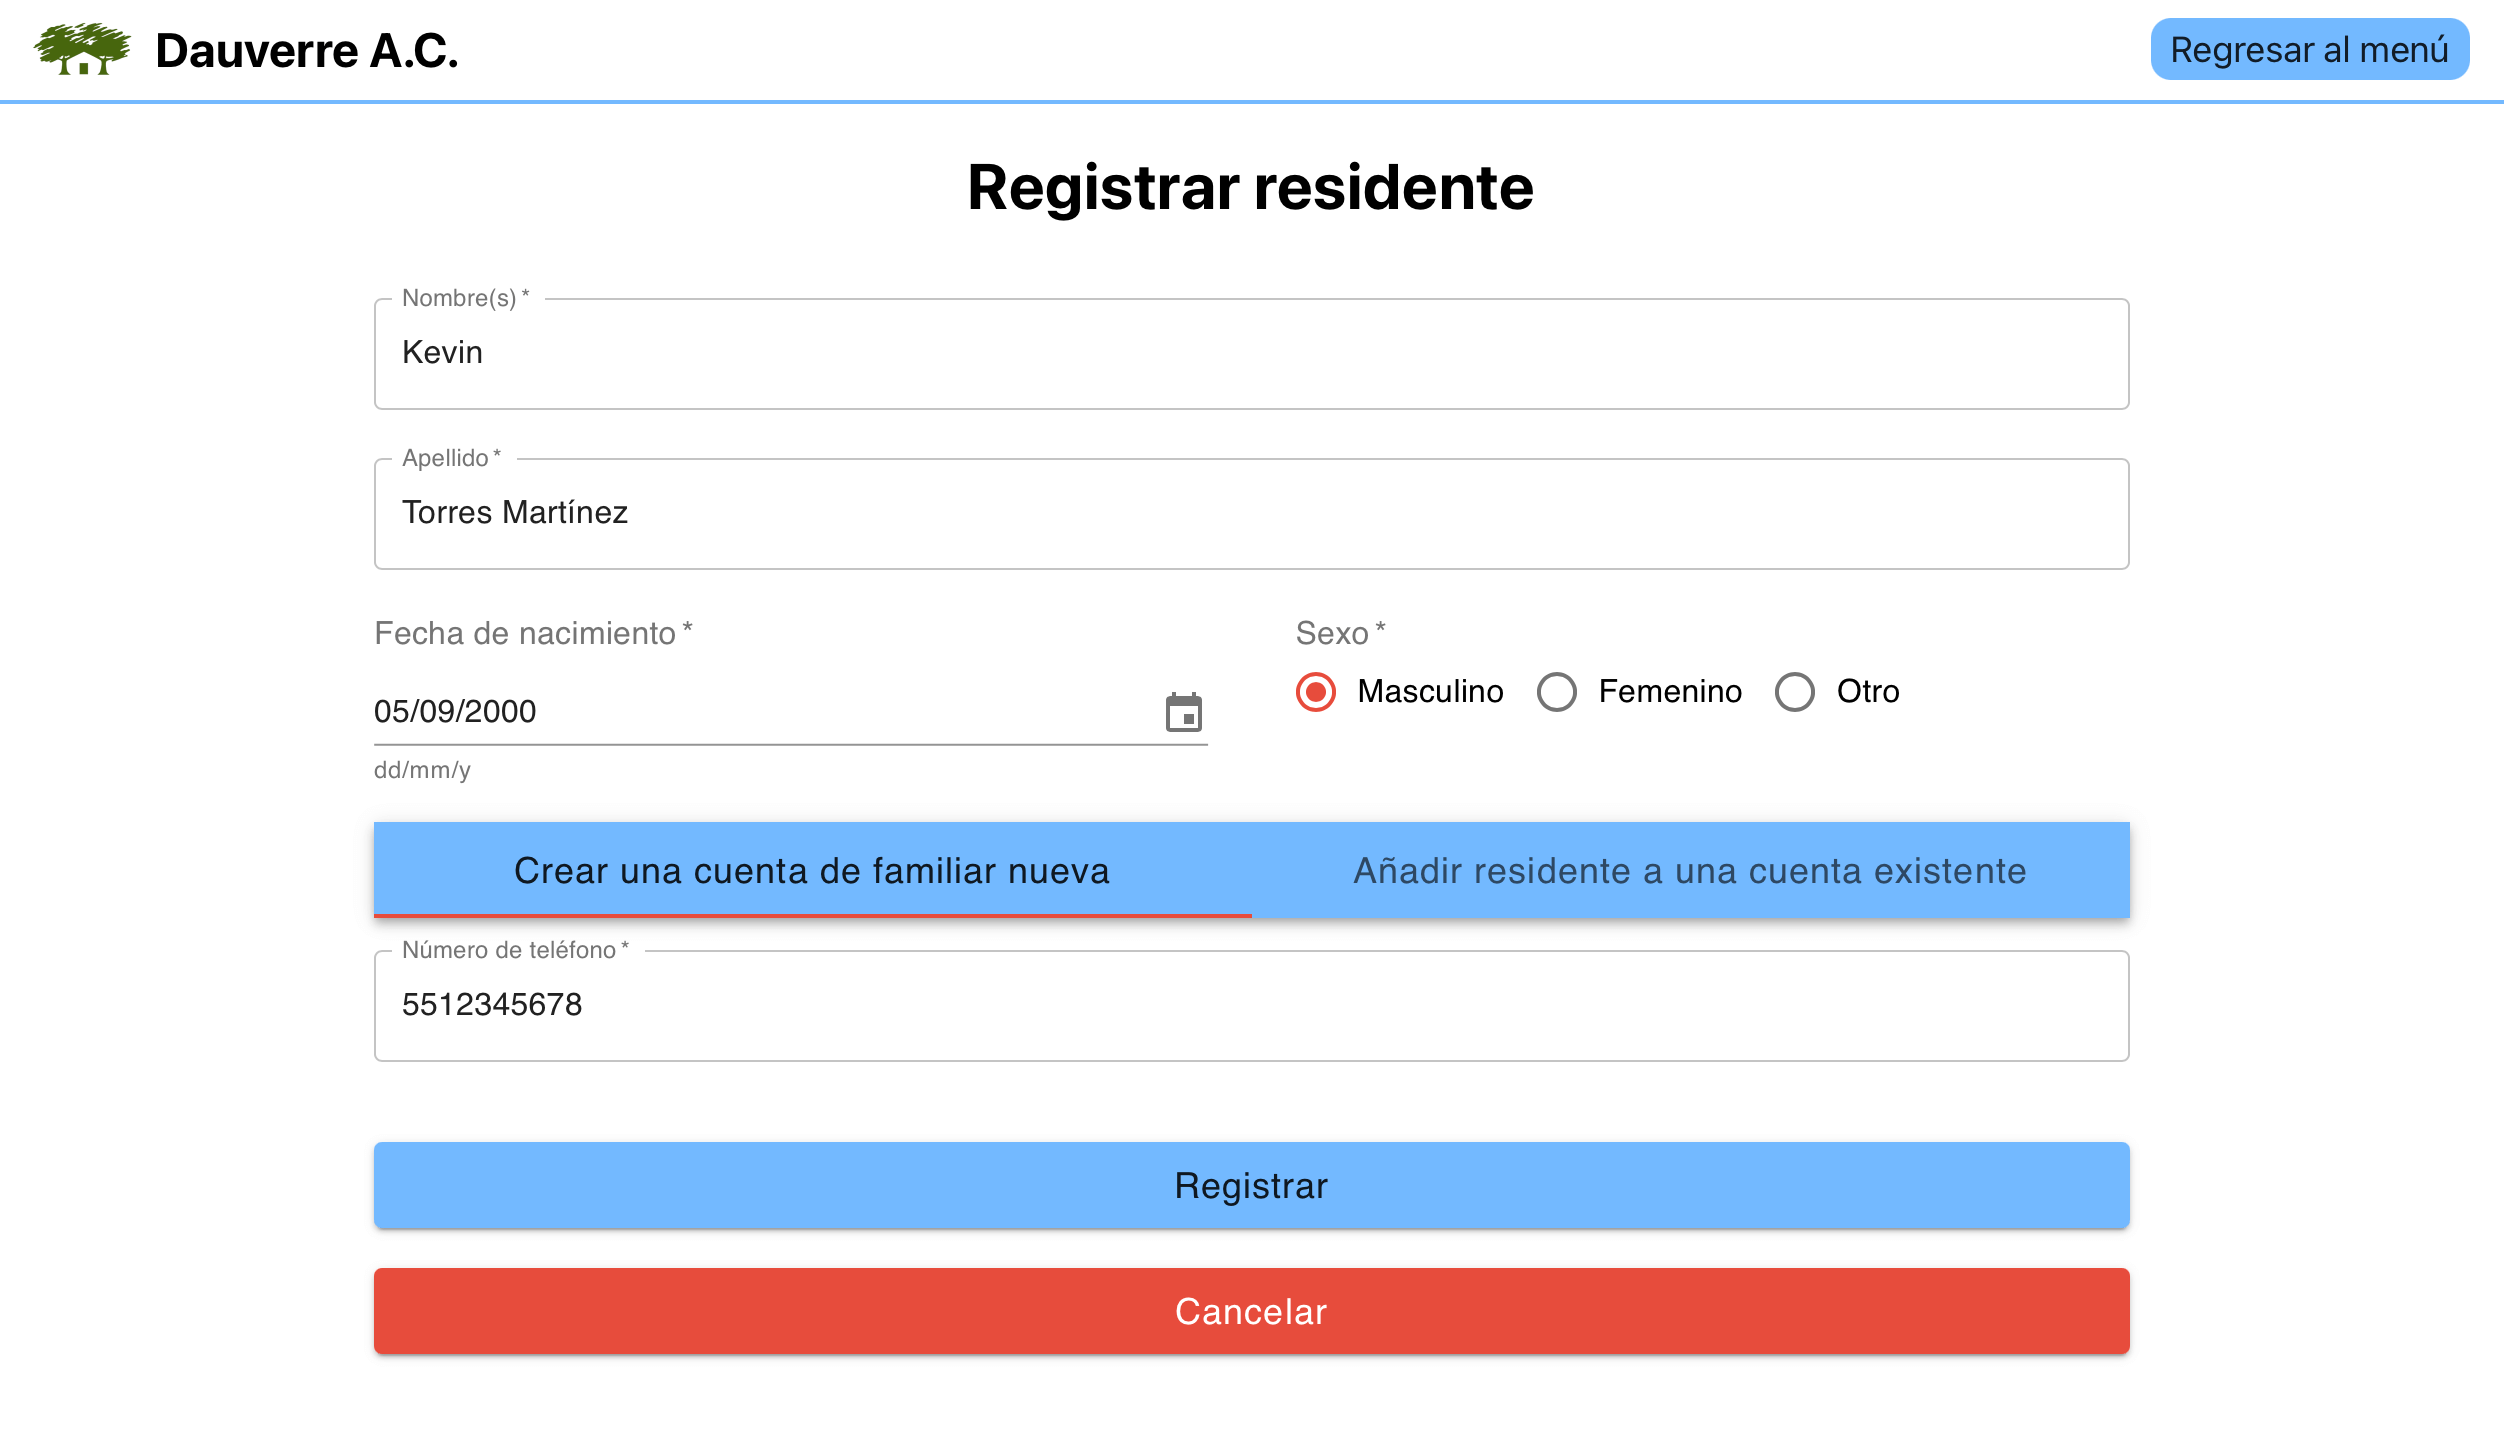 Dauverre A.C.
Regresar al menú
Registrar residente
Nombre(s) *
Kevin
Apellido *
Torres Martínez
Fecha de nacimiento *
05/09/2000
dd/mm/y
Sexo *
Masculino
Femenino
Otro
Crear una cuenta de familiar nueva
Añadir residente a una cuenta existente
Número de teléfono *
5512345678
Registrar
Cancelar